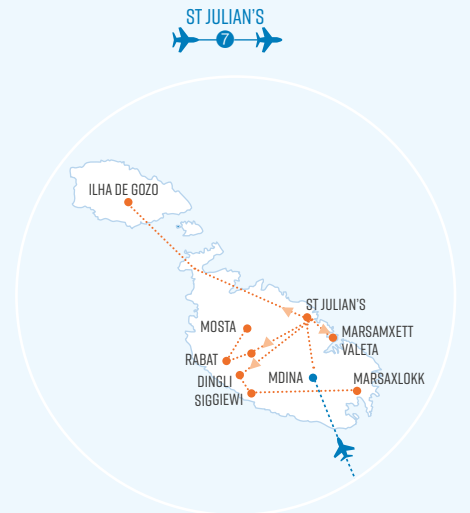 ST JULIAN'S
7
ILHA DE GOZO
ST JULIAN'S
MOSTA
MARSAMXETT
VALETA
RABAT
DINGLI
MDINA
MARSAXLOKK
SIGGIEWI